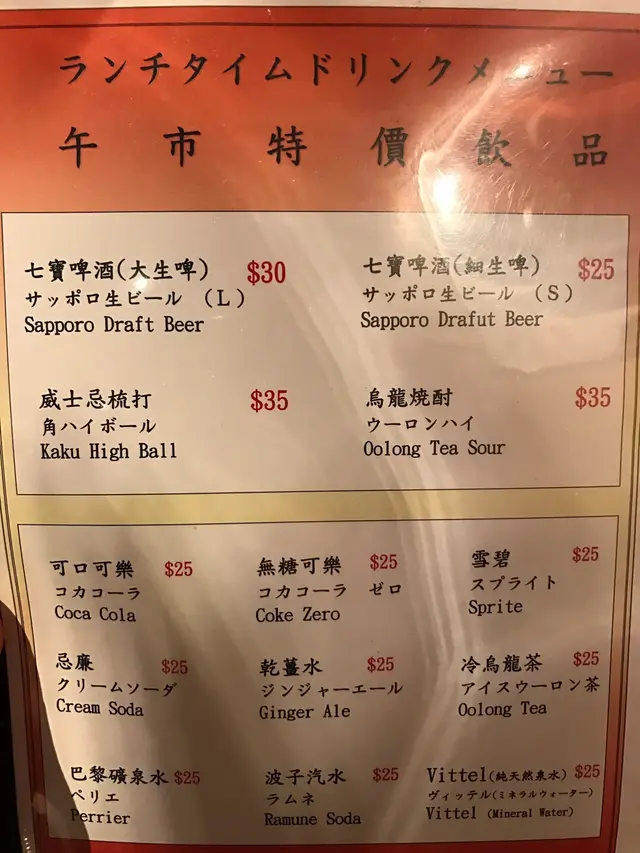 ランチタイムドリンクメニュー
午市特價飲品
七寶啤酒(大生啤) $30
サッポロ生ビール (L)
Sapporo Draft Beer
七寶啤酒(細生啤) $25
サッポロ生ビール (S)
Sapporo Drafut Beer
威士忌梳打 $35
角ハイボール
Kaku High Ball
烏龍焼酎 $35
ウーロンハイ
Oolong Tea Sour
可口可樂 $25
コカコーラ
Coca Cola
無糖可樂 $25
コカコーラ ゼロ
Coke Zero
雪碧 $25
スプライト
Sprite
忌廉 $25
クリームソーダ
Cream Soda
乾薑水 $25
ジンジャーエール
Ginger Ale
冷烏龍茶 $25
アイスウーロン茶
Oolong Tea
巴黎礦泉水 $25
ペリエ
Perrier
波子汽水 $25
ラムネ
Ramune Soda
Vittel(純天然泉水) $25
ヴィッテル(ミネラルウォーター)
Vittel (Mineral Water)